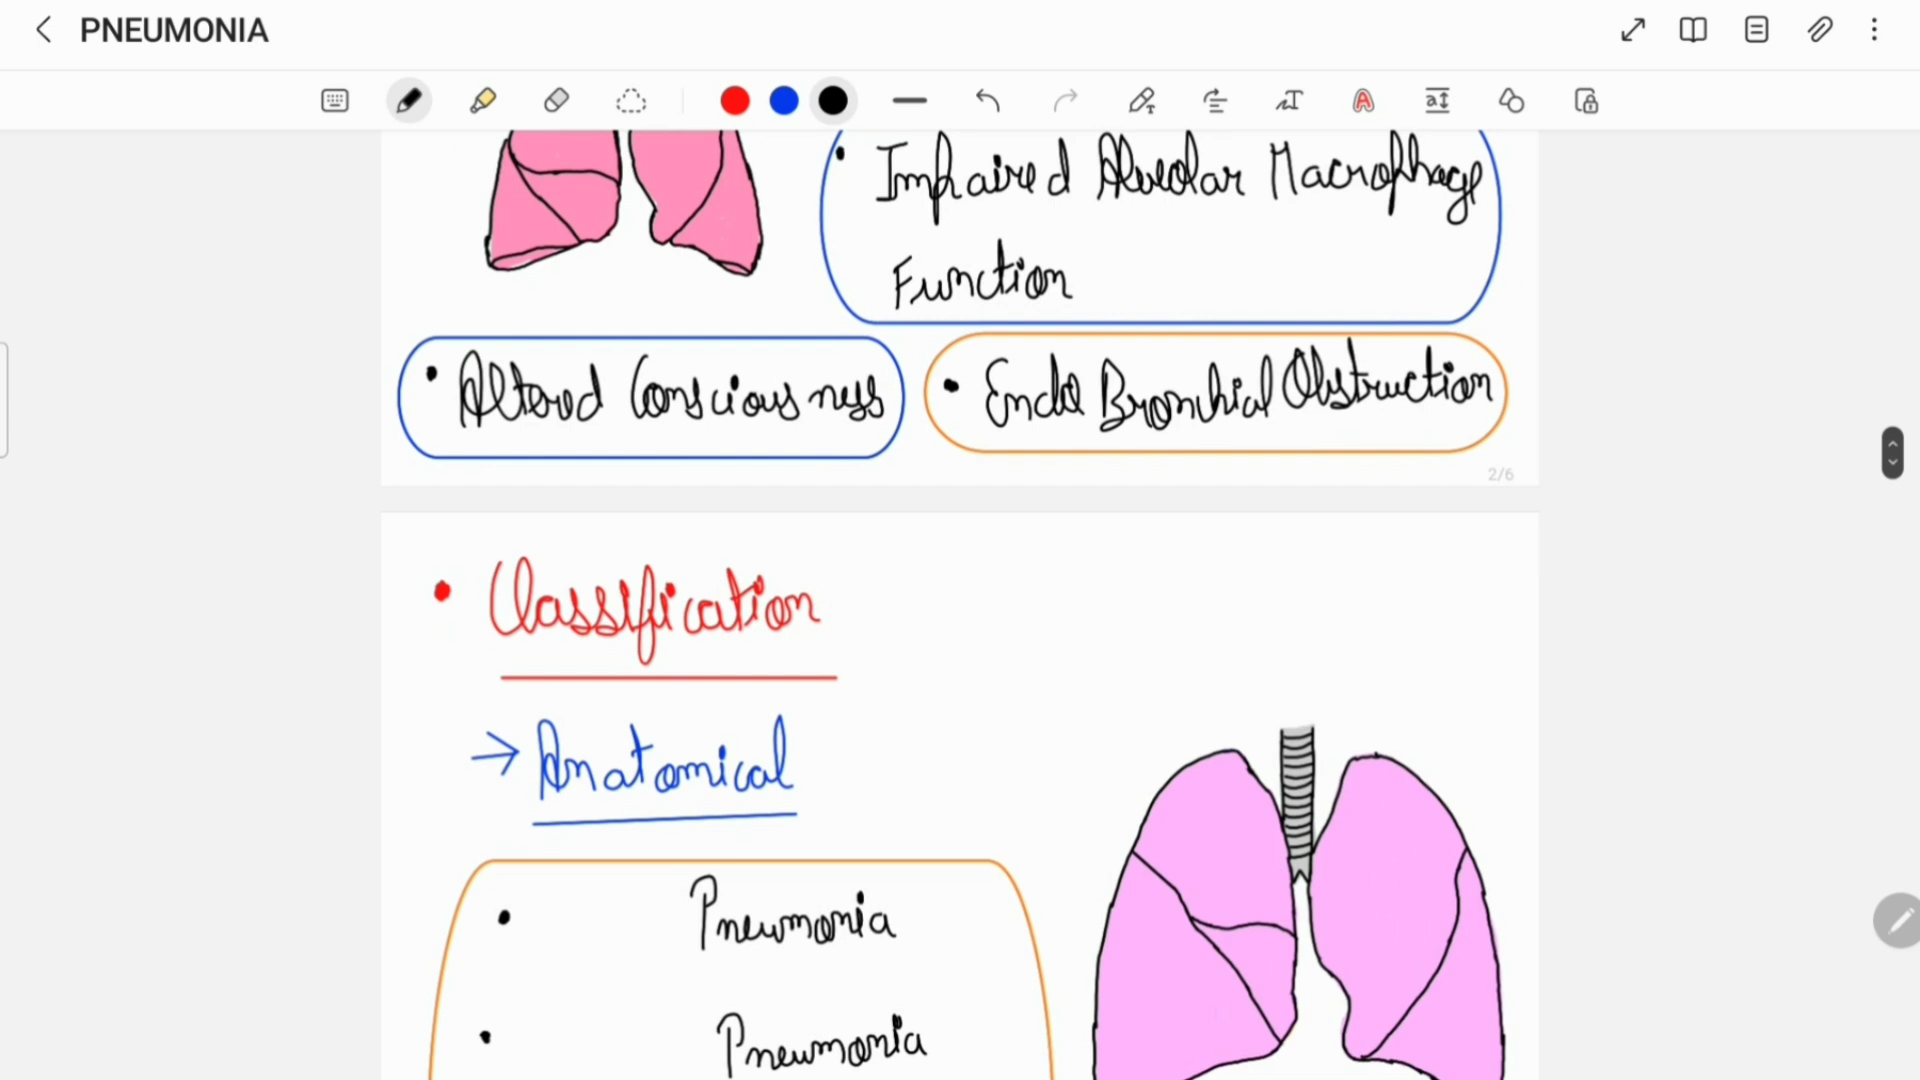 PNEUMONIA
• Impaired Alveolar Macrophage
Function
• Altered Consciousness
• Endo Bronchial Obstruction
2/6
• Classification
→ Anatomical
• Pneumonia
• Pneumonia